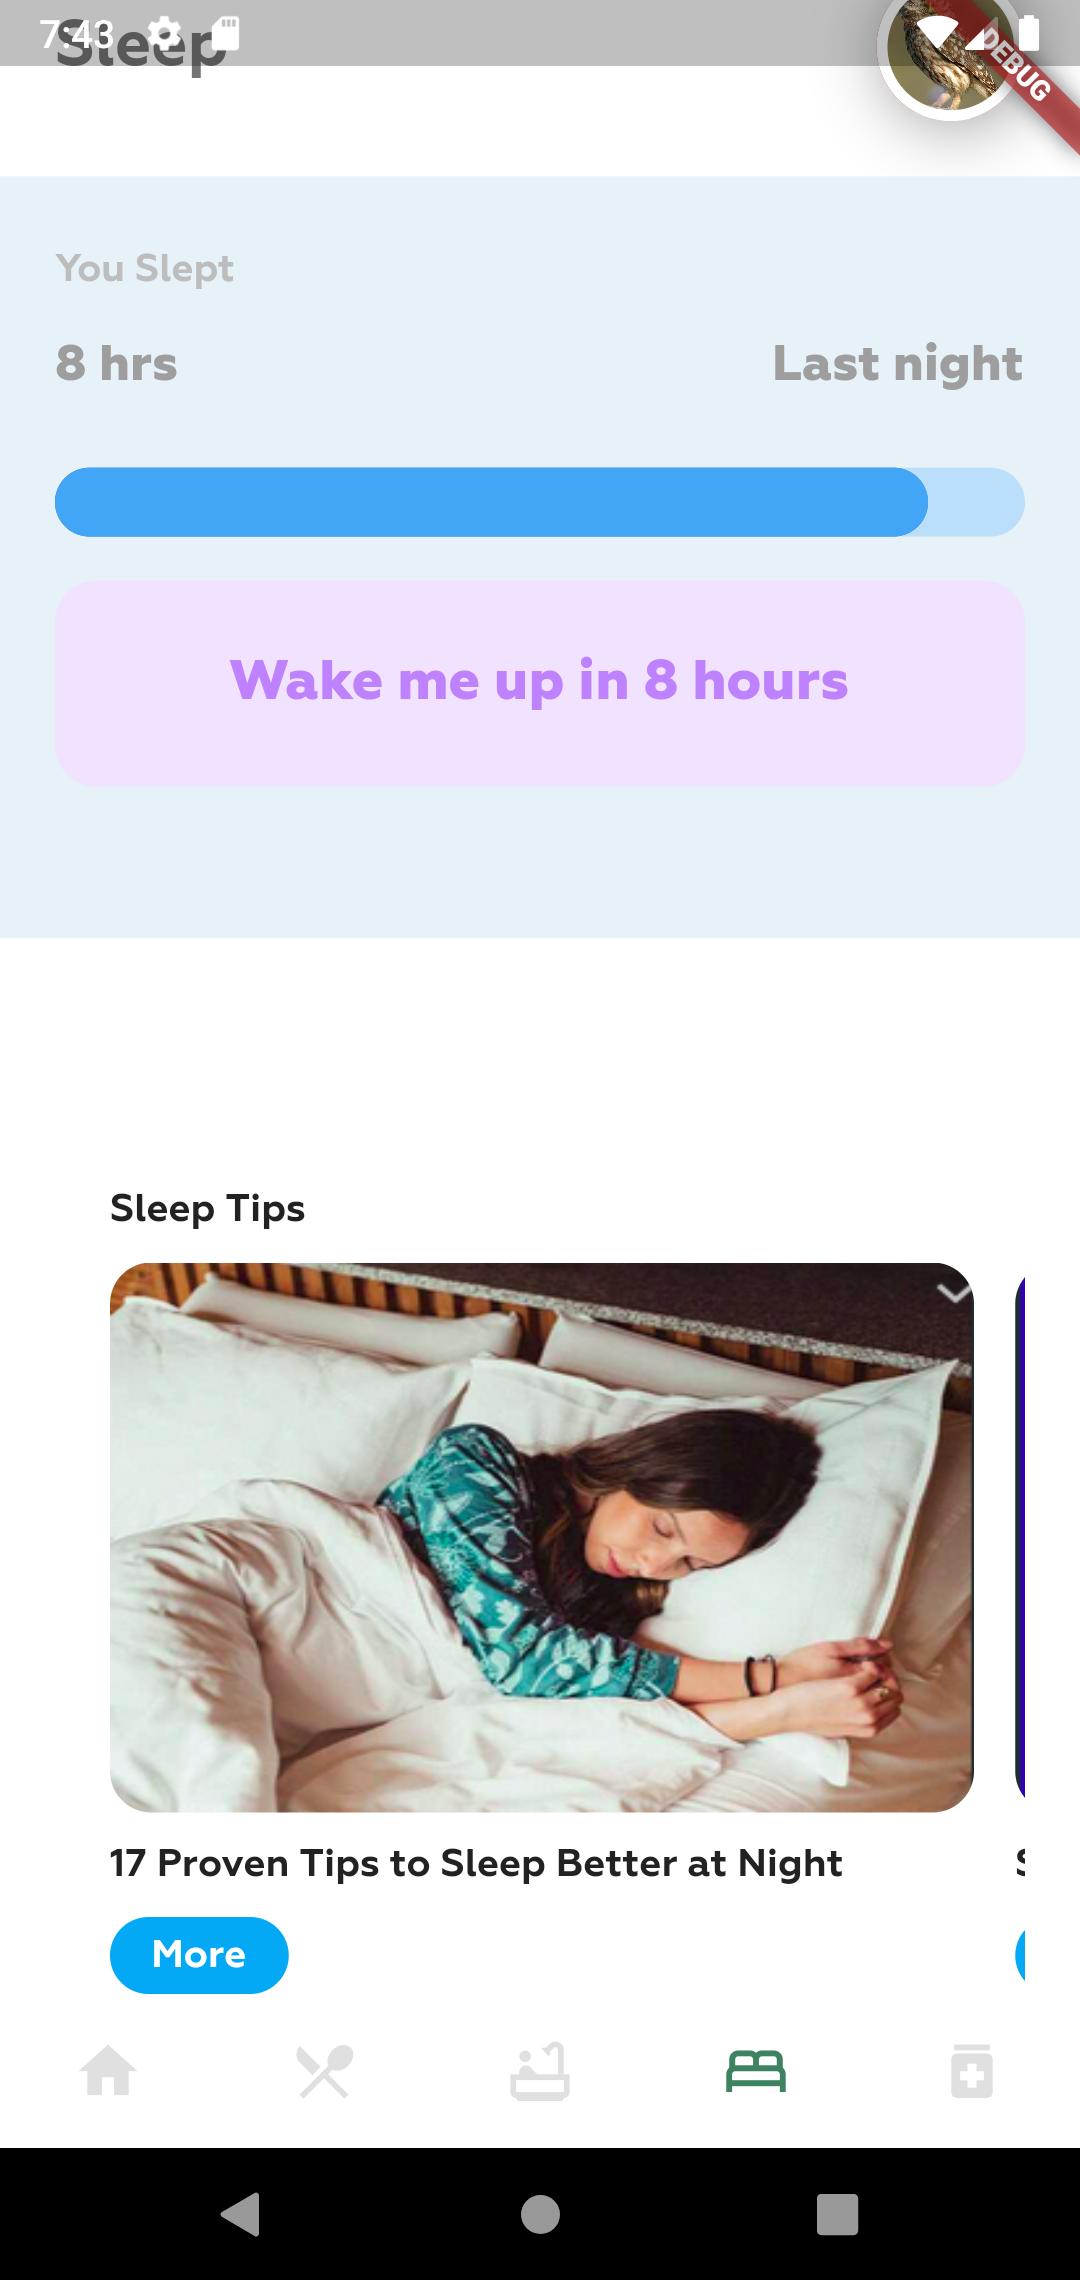 7:43
Sleep
DEBUG
You Slept
8 hrs
Last night
Wake me up in 8 hours
Sleep Tips
17 Proven Tips to Sleep Better at Night
S
More